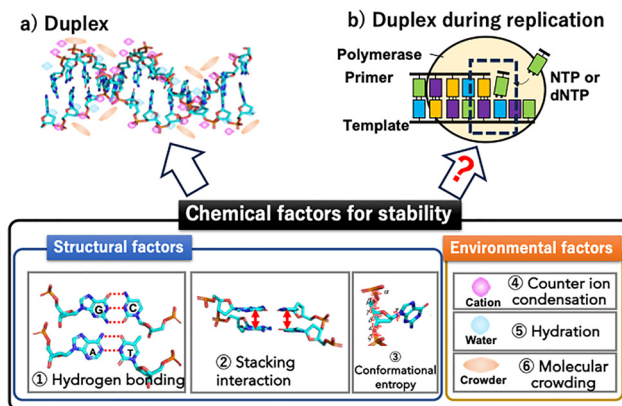 a) Duplex
b) Duplex during replication
Polymerase
Primer
NTP or
dNTP
Template
?
Chemical factors for stability
Structural factors
Environmental factors
G
C
A
T
① Hydrogen bonding
② Stacking
interaction
③
Conformational
entropy
Cation
④ Counter ion
condensation
Water
⑤ Hydration
Crowder
⑥ Molecular
crowding